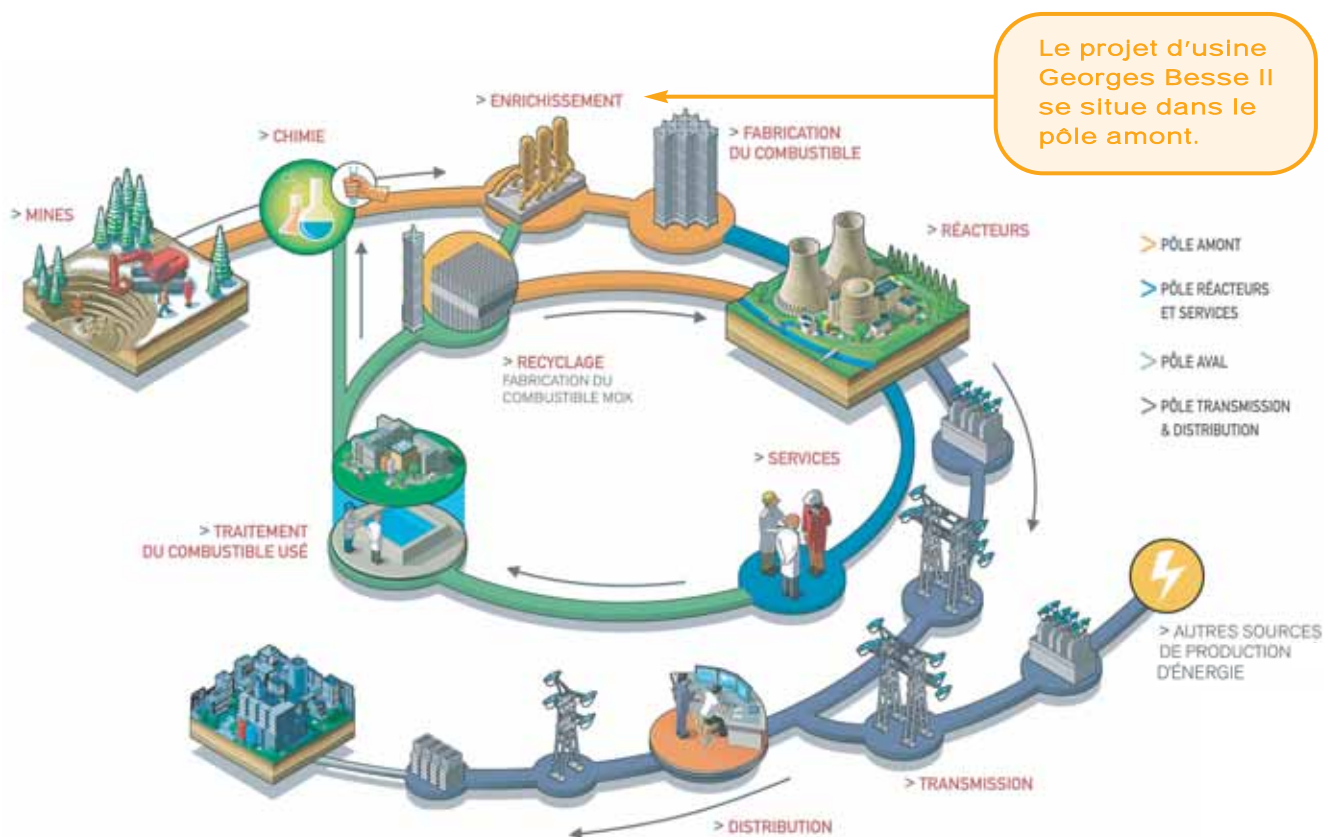 Le projet d'usine
Georges Besse II
se situe dans le
pôle amont.
> ENRICHISSEMENT
> FABRICATION
DU COMBUSTIBLE
> CHIMIE
> MINES
> RÉACTEURS
> PÔLE AMONT
> PÔLE RÉACTEURS
ET SERVICES
> PÔLE AVAL
> PÔLE TRANSMISSION
& DISTRIBUTION
> RECYCLAGE
FABRICATION DU
COMBUSTIBLE MOX
> SERVICES
> TRAITEMENT
DU COMBUSTIBLE USÉ
> AUTRES SOURCES
DE PRODUCTION
D'ÉNERGIE
> TRANSMISSION
> DISTRIBUTION